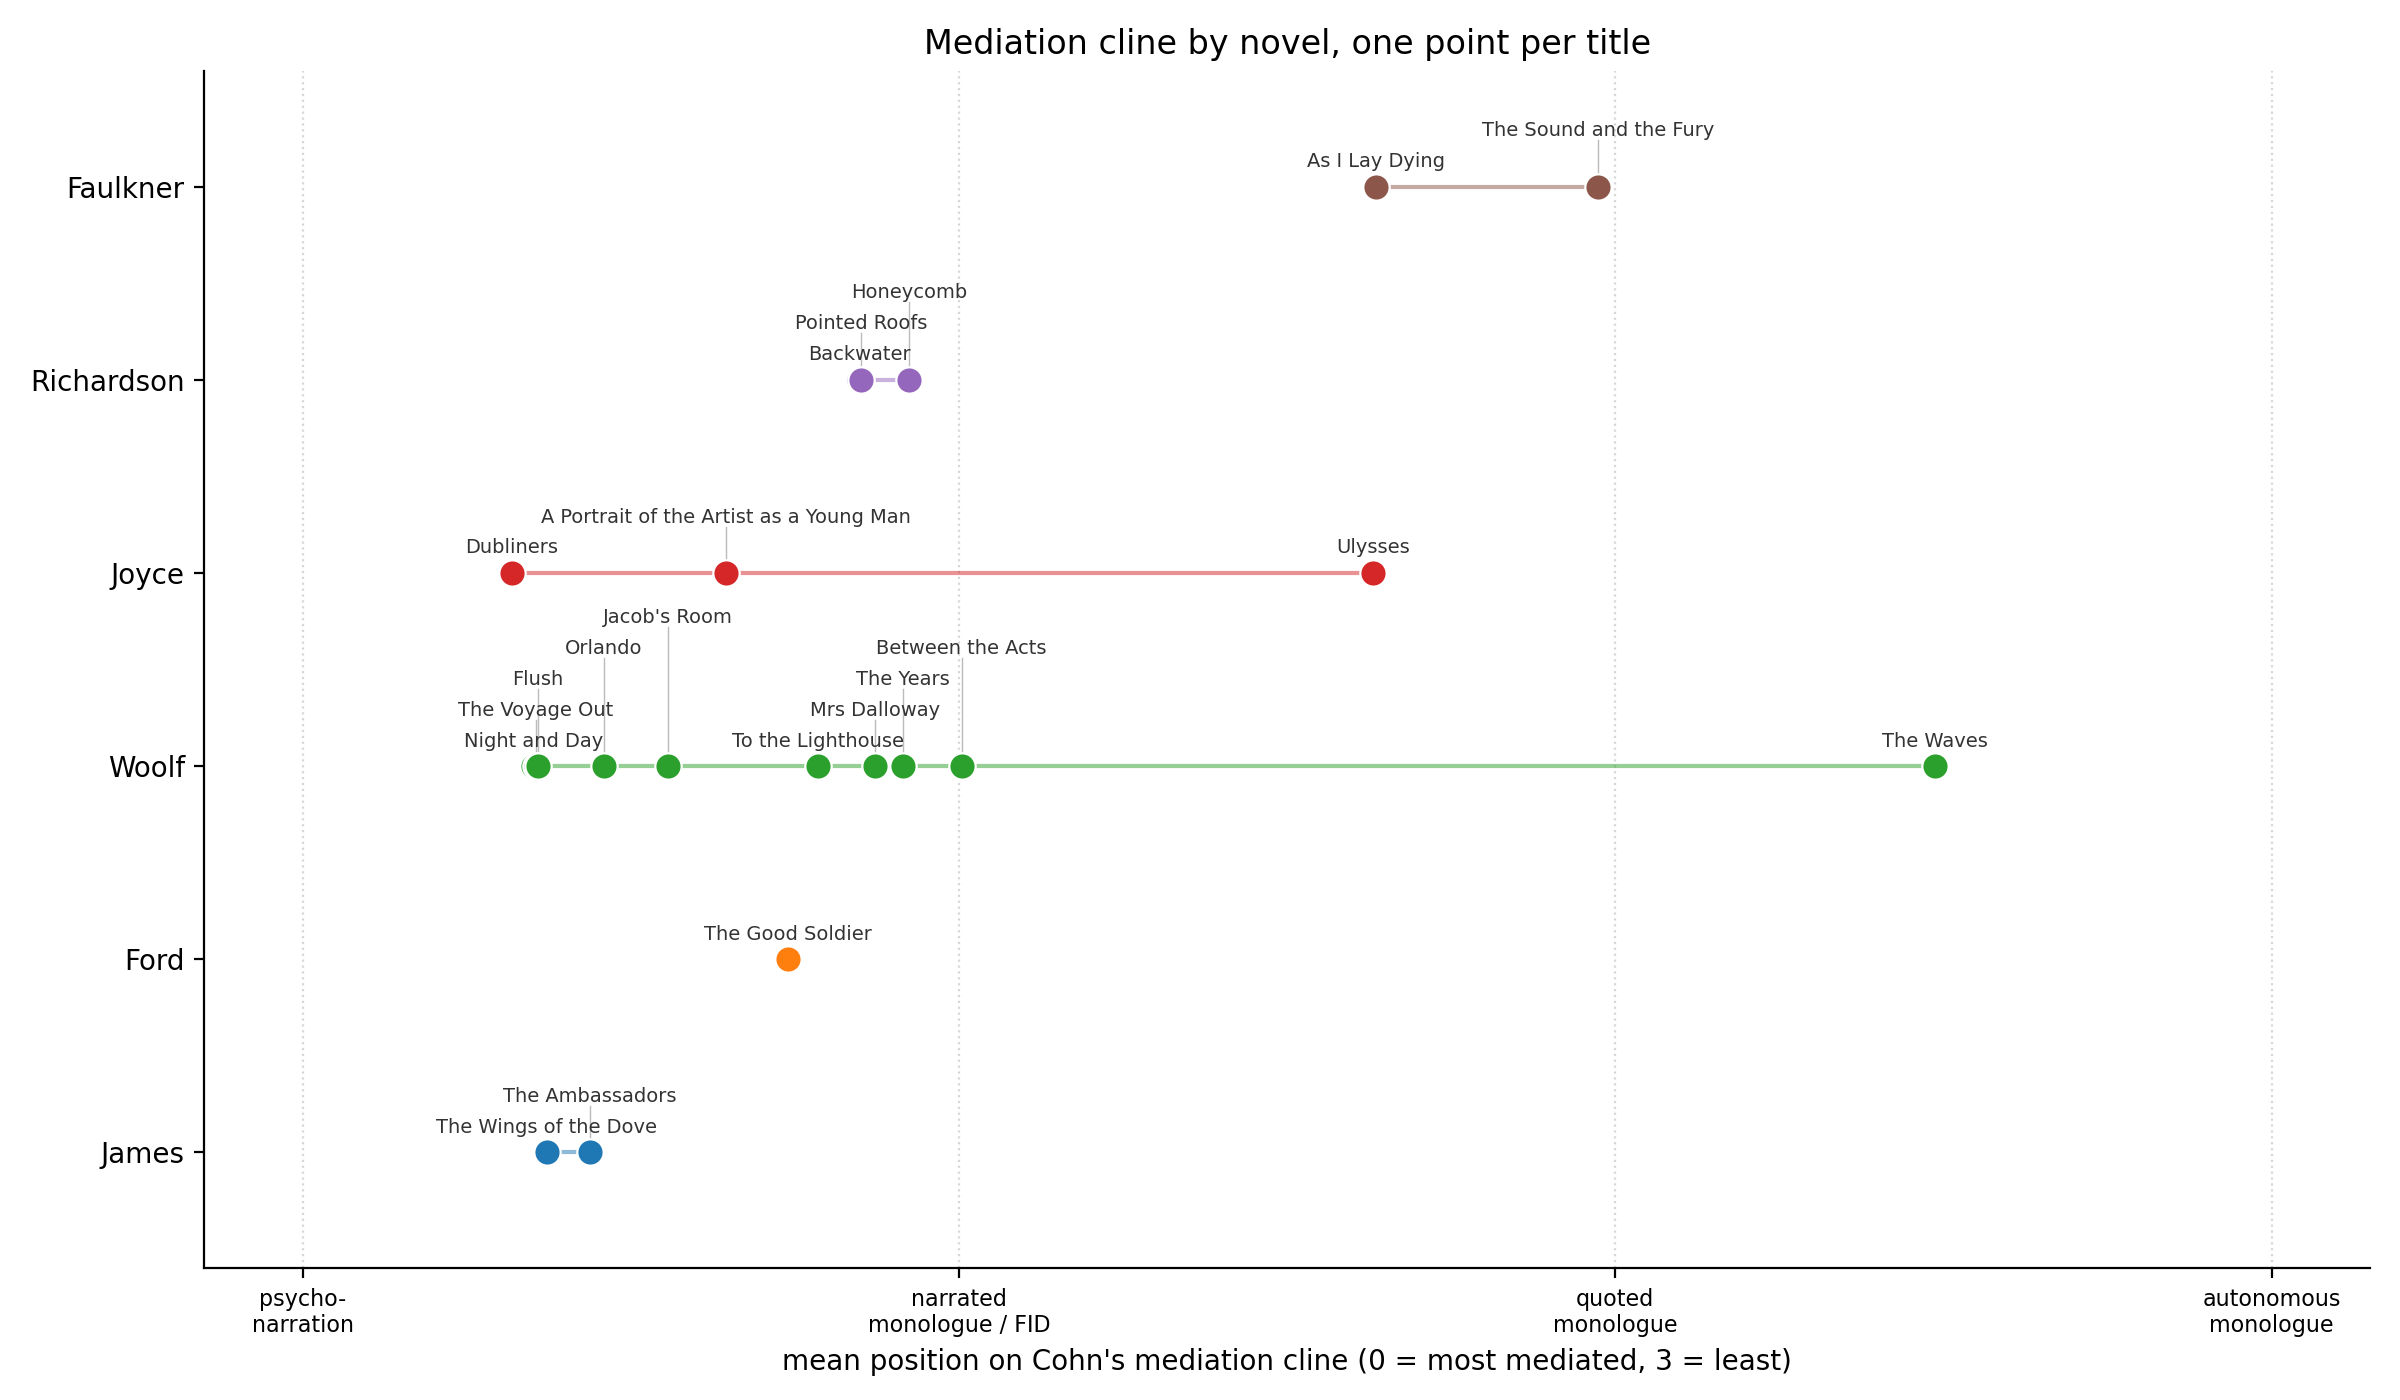 Mediation cline by novel, one point per title
The Sound and the Fury
As I Lay Dying
Faulkner
Honeycomb
Pointed Roofs
Backwater
Richardson
A Portrait of the Artist as a Young Man
Dubliners
Ulysses
Joyce
Jacob's Room
Orlando
Between the Acts
Flush
The Years
The Voyage Out
Mrs Dalloway
Night and Day
To the Lighthouse
The Waves
Woolf
The Good Soldier
Ford
The Ambassadors
The Wings of the Dove
James
psycho-
narration
narrated
monologue / FID
quoted
monologue
autonomous
monologue
mean position on Cohn's mediation cline (0 = most mediated, 3 = least)